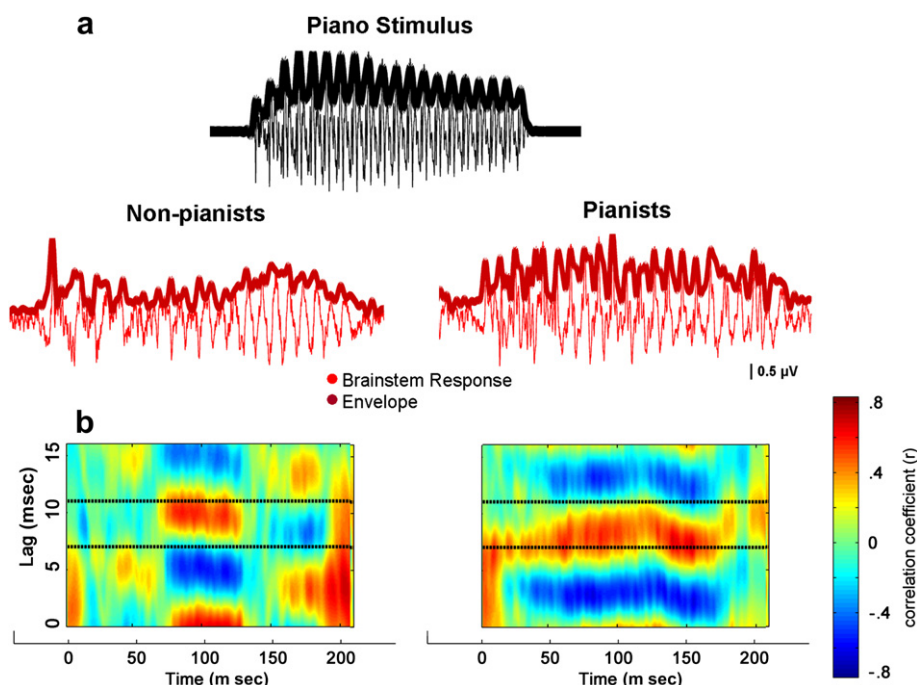 a
Piano Stimulus
Non-pianists
Pianists
| 0.5 µV
Brainstem Response
Envelope
b
15
10
5
0
Lag (msec)
0 50 100 150 200
Time (m sec)
0 50 100 150 200
Time (m sec)
.8
.4
0
-.4
-.8
correlation coefficient (r)